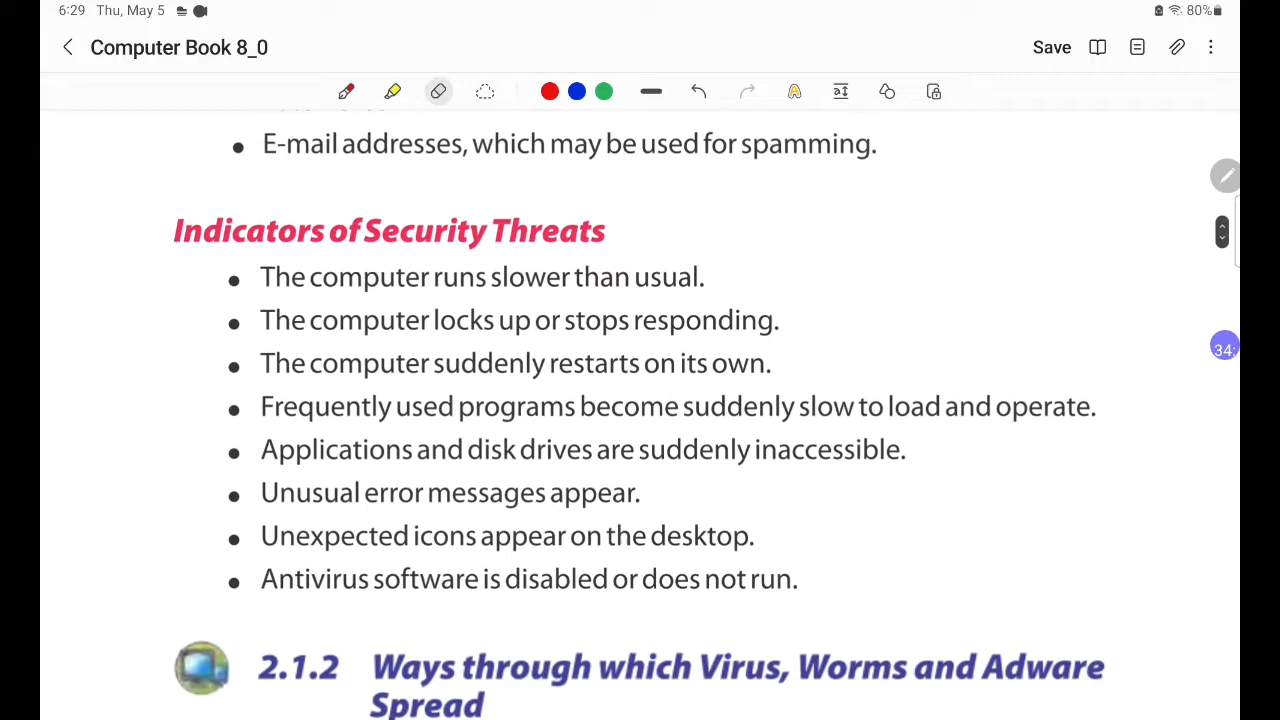 6:29 Thu, May 5 80%
Computer Book 8_0 Save
• E-mail addresses, which may be used for spamming.
Indicators of Security Threats
• The computer runs slower than usual.
• The computer locks up or stops responding.
34:
• The computer suddenly restarts on its own.
• Frequently used programs become suddenly slow to load and operate.
• Applications and disk drives are suddenly inaccessible.
• Unusual error messages appear.
• Unexpected icons appear on the desktop.
• Antivirus software is disabled or does not run.
2.1.2 Ways through which Virus, Worms and Adware
Spread